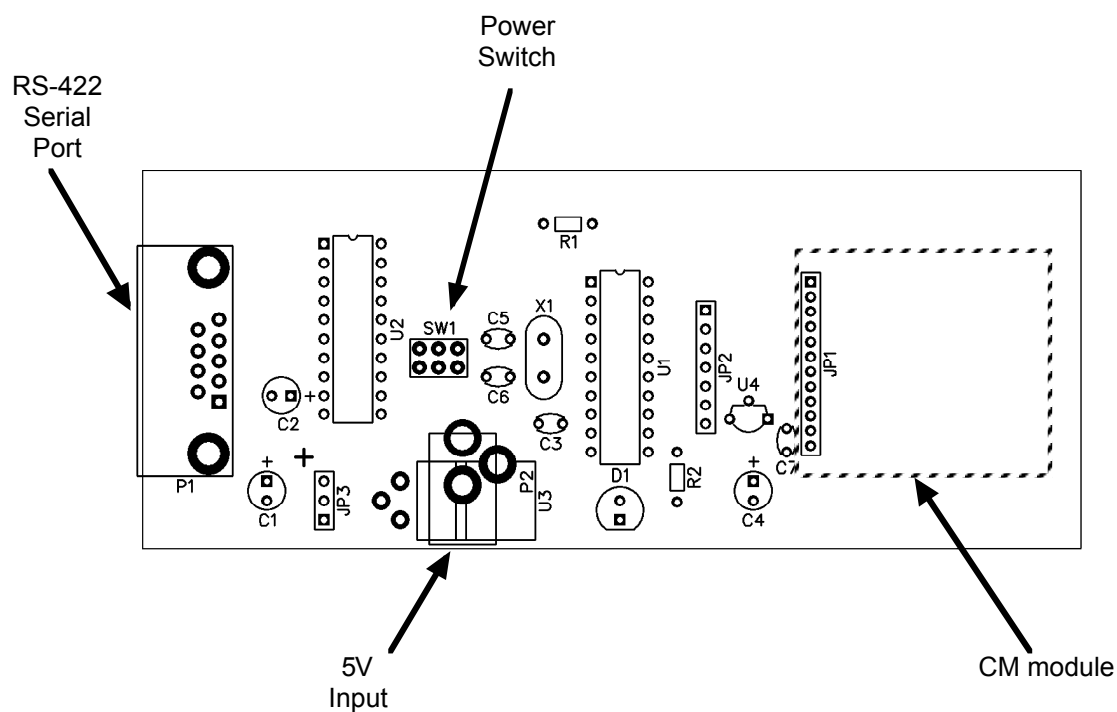 Power
Switch
RS-422
Serial
Port
R1
U2
SW1
C5
X1
C6
C3
U1
JP2
U4
JP1
C7
+
C2
+
+
P1
C1
JP3
P2
U3
D1
R2
+
C4
5V
Input
CM module